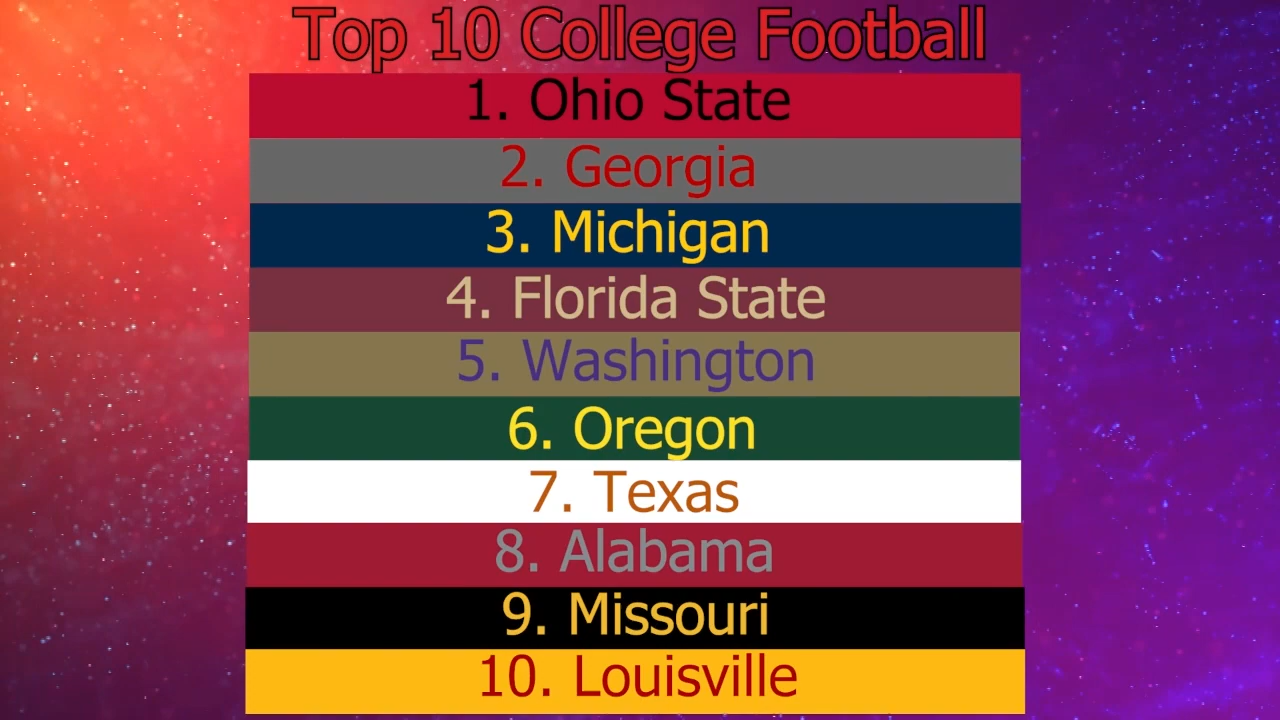 Top 10 College Football
1. Ohio State
2. Georgia
3. Michigan
4. Florida State
5. Washington
6. Oregon
7. Texas
8. Alabama
9. Missouri
10. Louisville